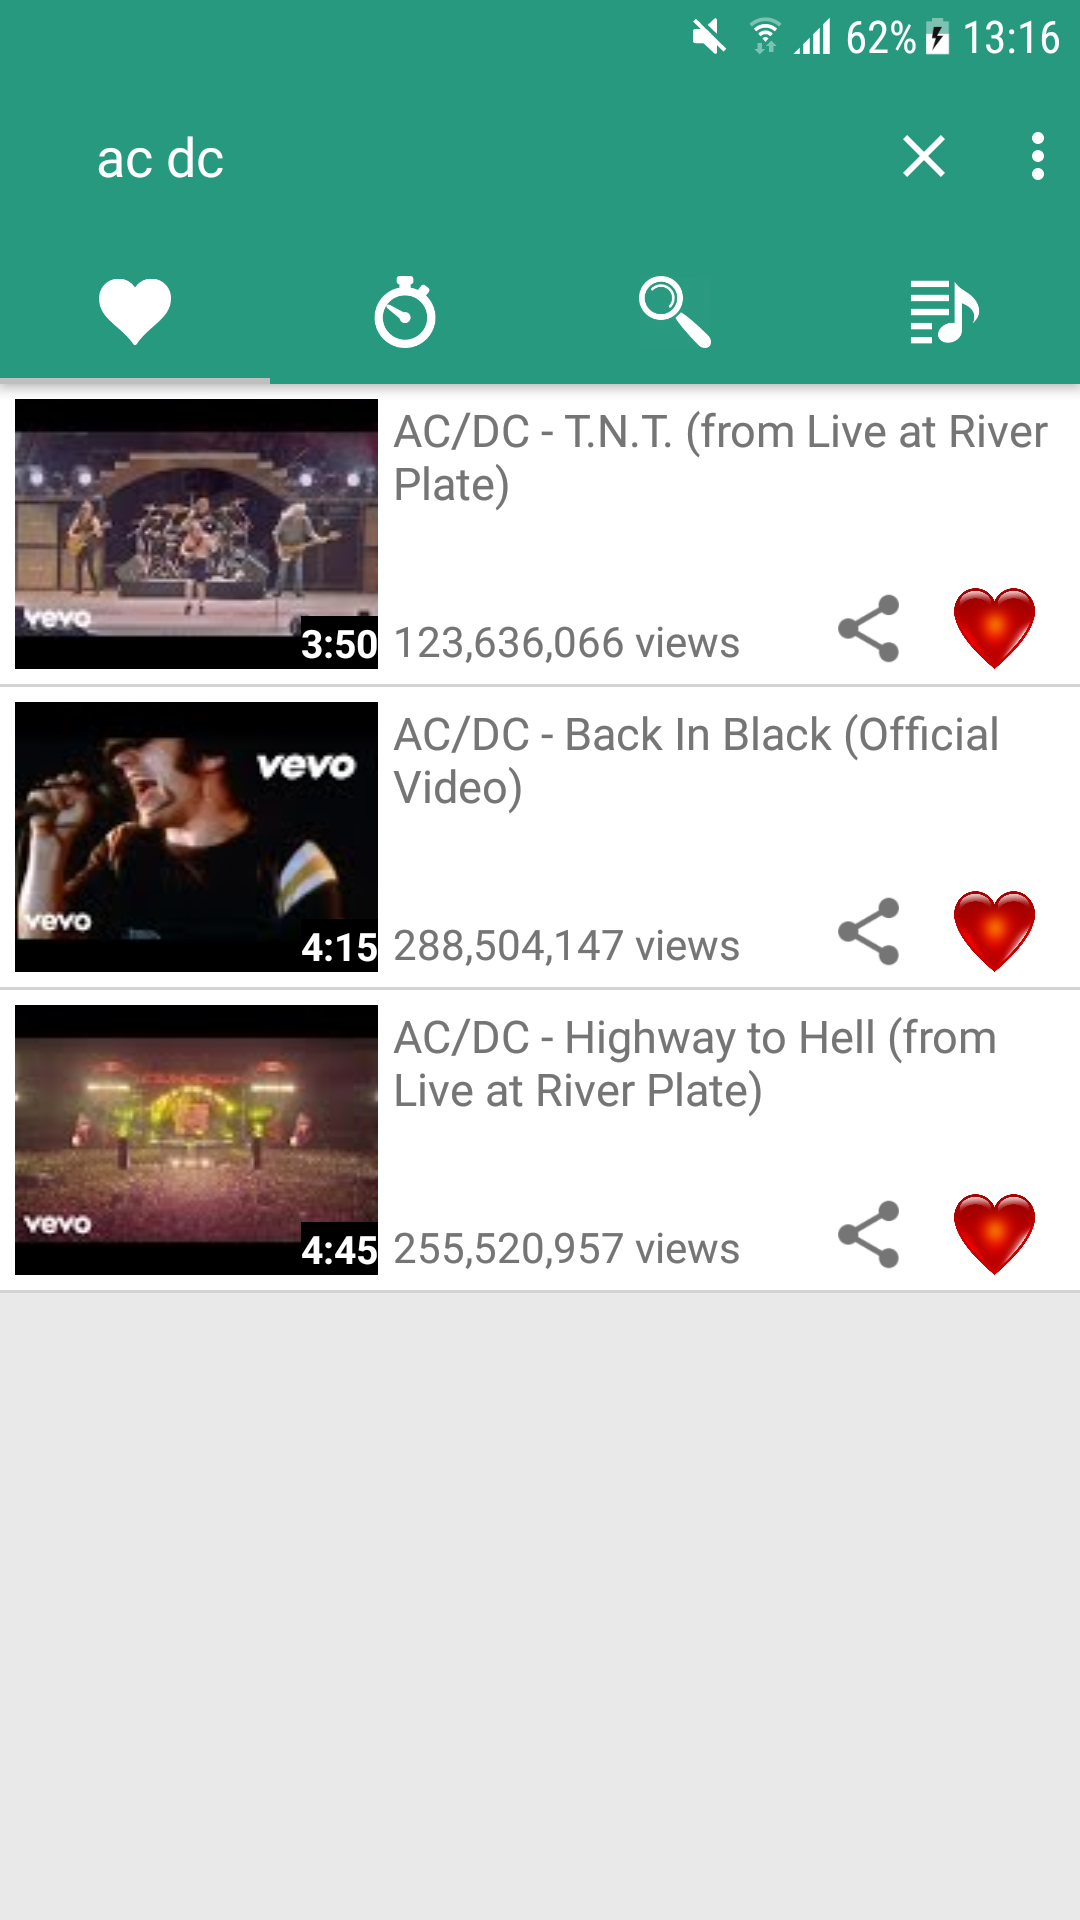 62% 13:16
ac dc
AC/DC - T.N.T. (from Live at River
Plate)
vevo
3:50
123,636,066 views
AC/DC - Back In Black (Official
Video)
vevo
vevo
4:15
288,504,147 views
AC/DC - Highway to Hell (from
Live at River Plate)
vevo
4:45
255,520,957 views